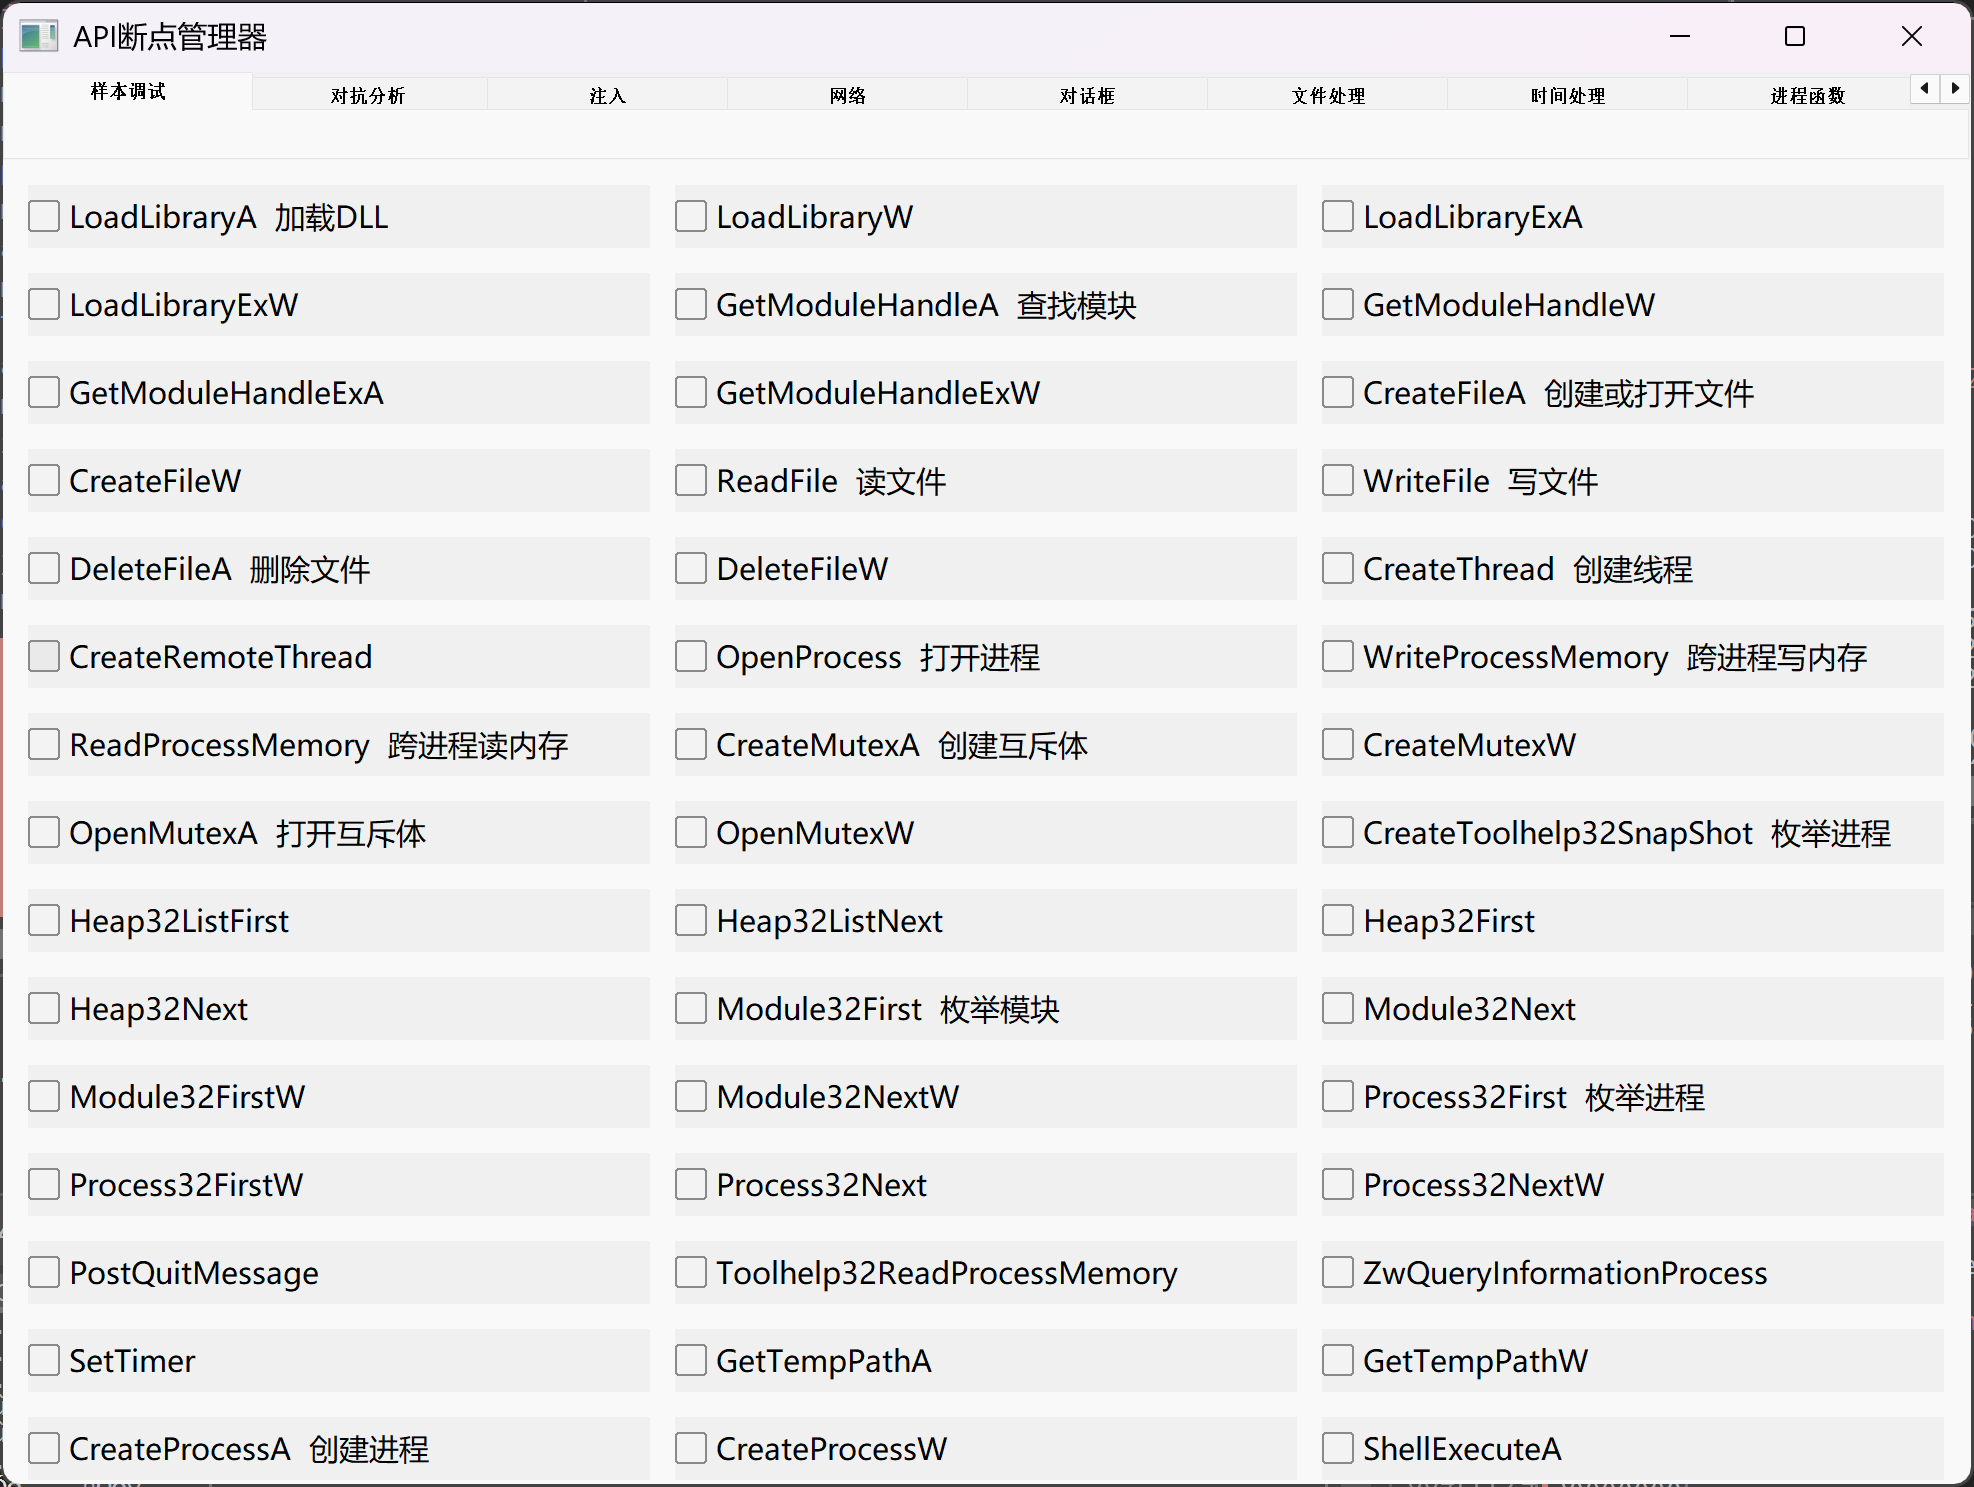 API断点管理器
样本调试 对抗分析 注入 网络 对话框 文件处理 时间处理 进程函数
LoadLibraryA 加载DLL LoadLibraryW LoadLibraryExA
LoadLibraryExW GetModuleHandleA 查找模块 GetModuleHandleW
GetModuleHandleExA GetModuleHandleExW CreateFileA 创建或打开文件
CreateFileW ReadFile 读文件 WriteFile 写文件
DeleteFileA 删除文件 DeleteFileW CreateThread 创建线程
CreateRemoteThread OpenProcess 打开进程 WriteProcessMemory 跨进程写内存
ReadProcessMemory 跨进程读内存 CreateMutexA 创建互斥体 CreateMutexW
OpenMutexA 打开互斥体 OpenMutexW CreateToolhelp32SnapShot 枚举进程
Heap32ListFirst Heap32ListNext Heap32First
Heap32Next Module32First 枚举模块 Module32Next
Module32FirstW Module32NextW Process32First 枚举进程
Process32FirstW Process32Next Process32NextW
PostQuitMessage Toolhelp32ReadProcessMemory ZwQueryInformationProcess
SetTimer GetTempPathA GetTempPathW
CreateProcessA 创建进程 CreateProcessW ShellExecuteA